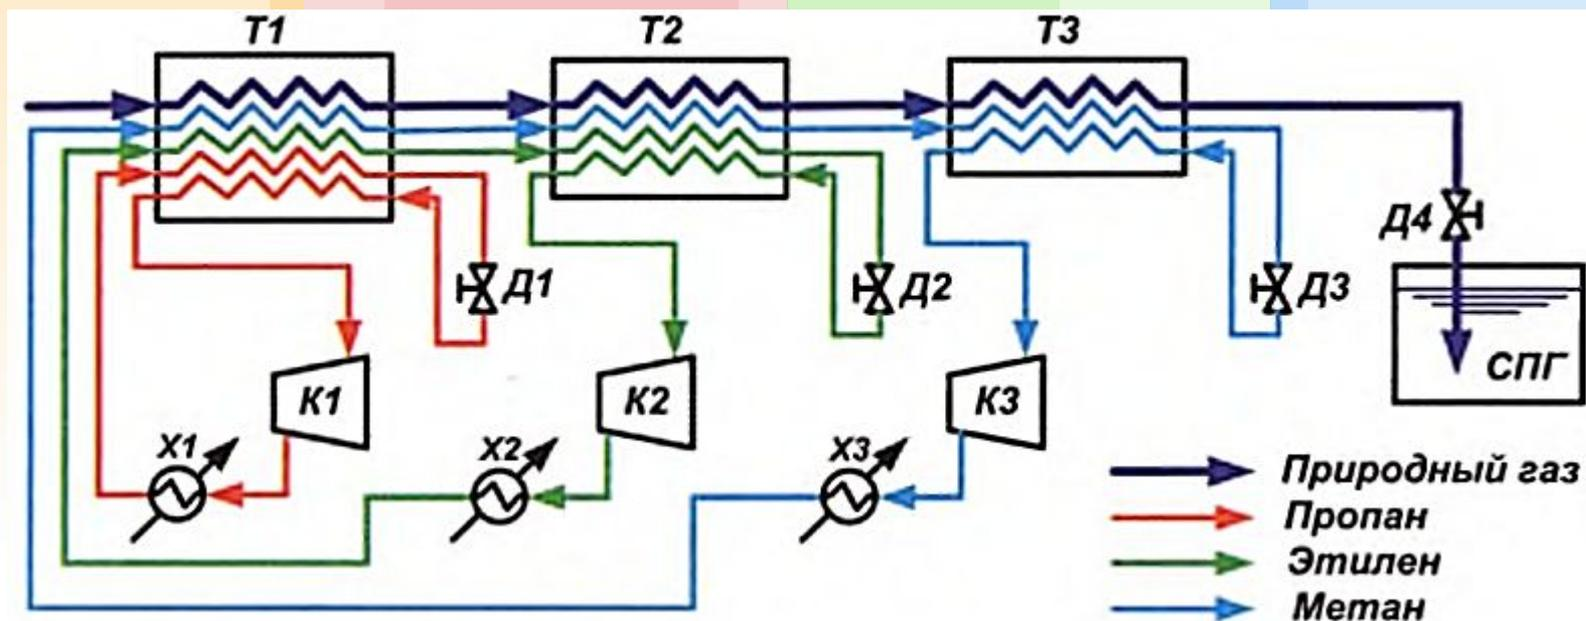 Т1
Т2
Т3
Д4
Д1
Д2
Д3
СПГ
К1
К2
К3
Х1
Х2
Х3
Природный газ
Пропан
Этилен
Метан